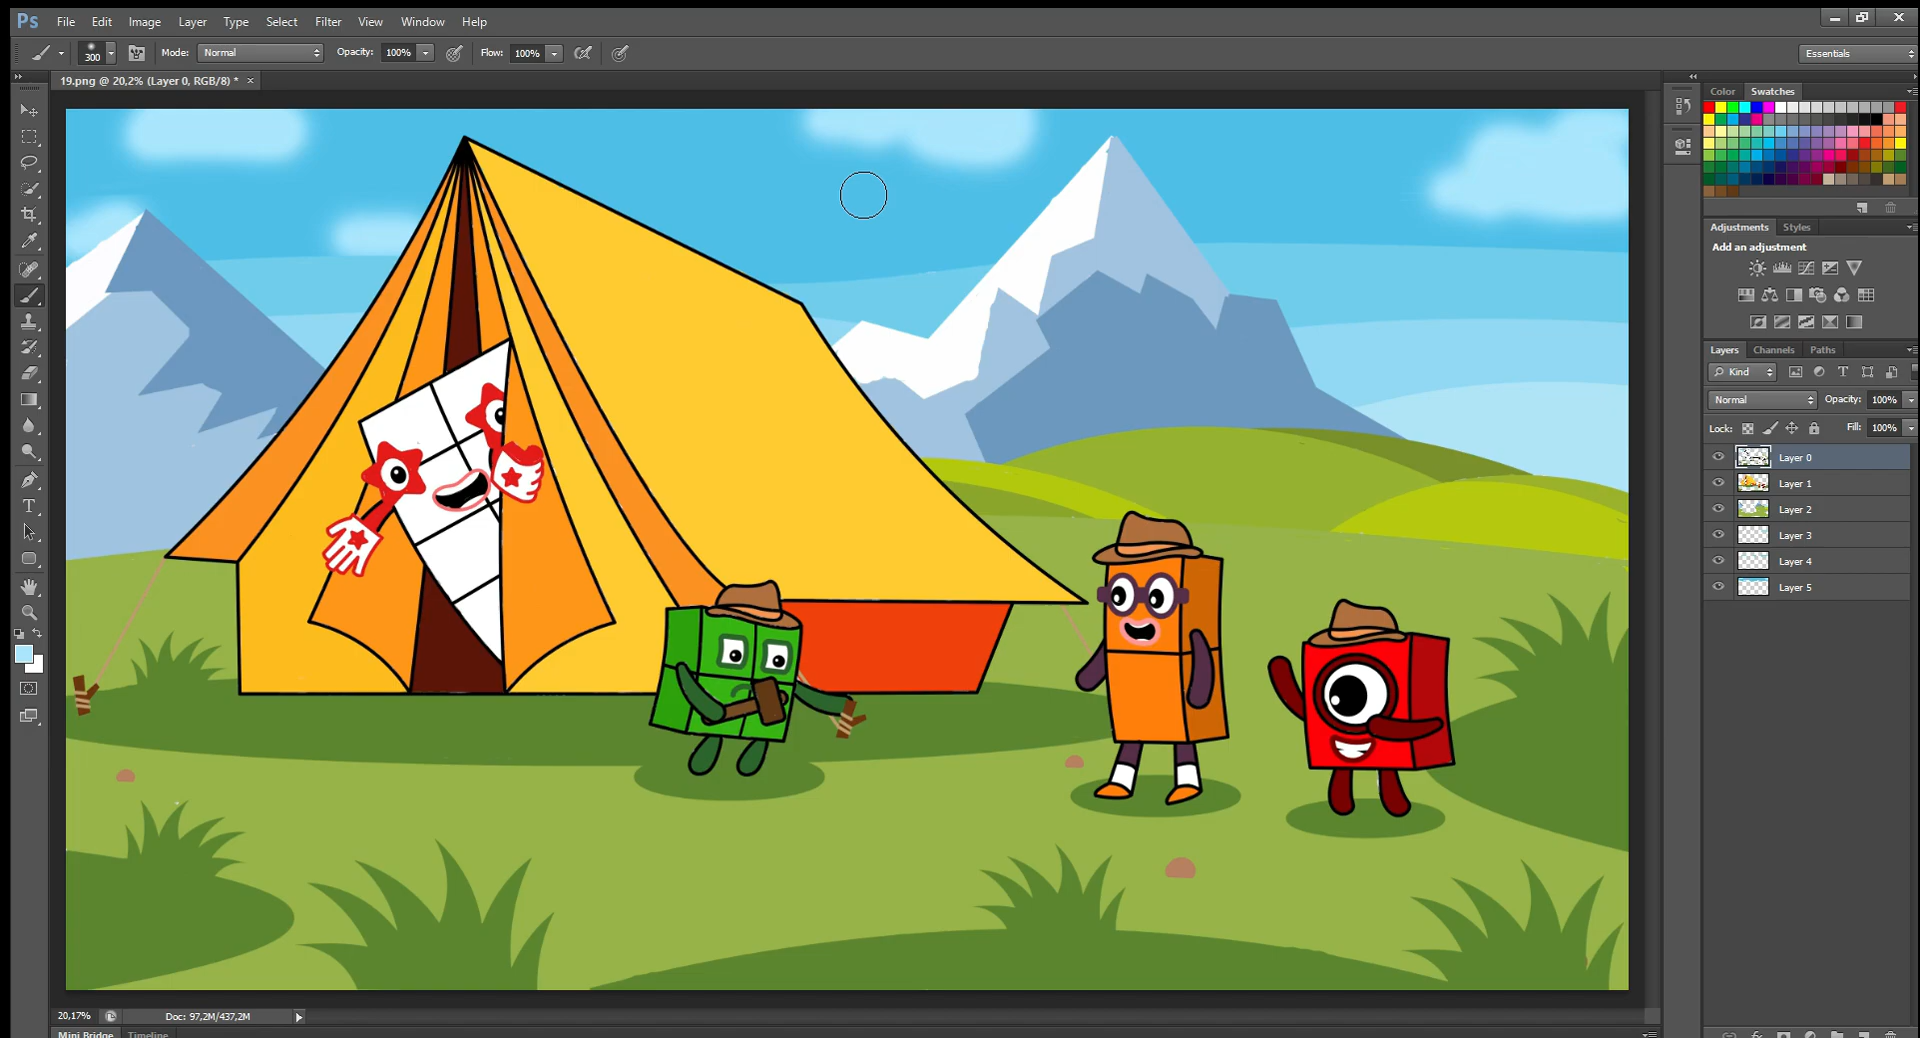 Ps File Edit Image Layer Type Select Filter View Window Help
300 Mode: Normal Opacity: 100% Flow: 100% Essentials
19.png @ 20,2% (Layer 0, RGB/8) * ×
Color Swatches
Adjustments Styles
Add an adjustment
Layers Channels Paths
Kind T
Normal Opacity: 100%
Lock: Fill: 100%
Layer 0
Layer 1
Layer 2
Layer 3
Layer 4
Layer 5
20,17% Doc: 97,2M/437,2M
Mini Bridge Timeline